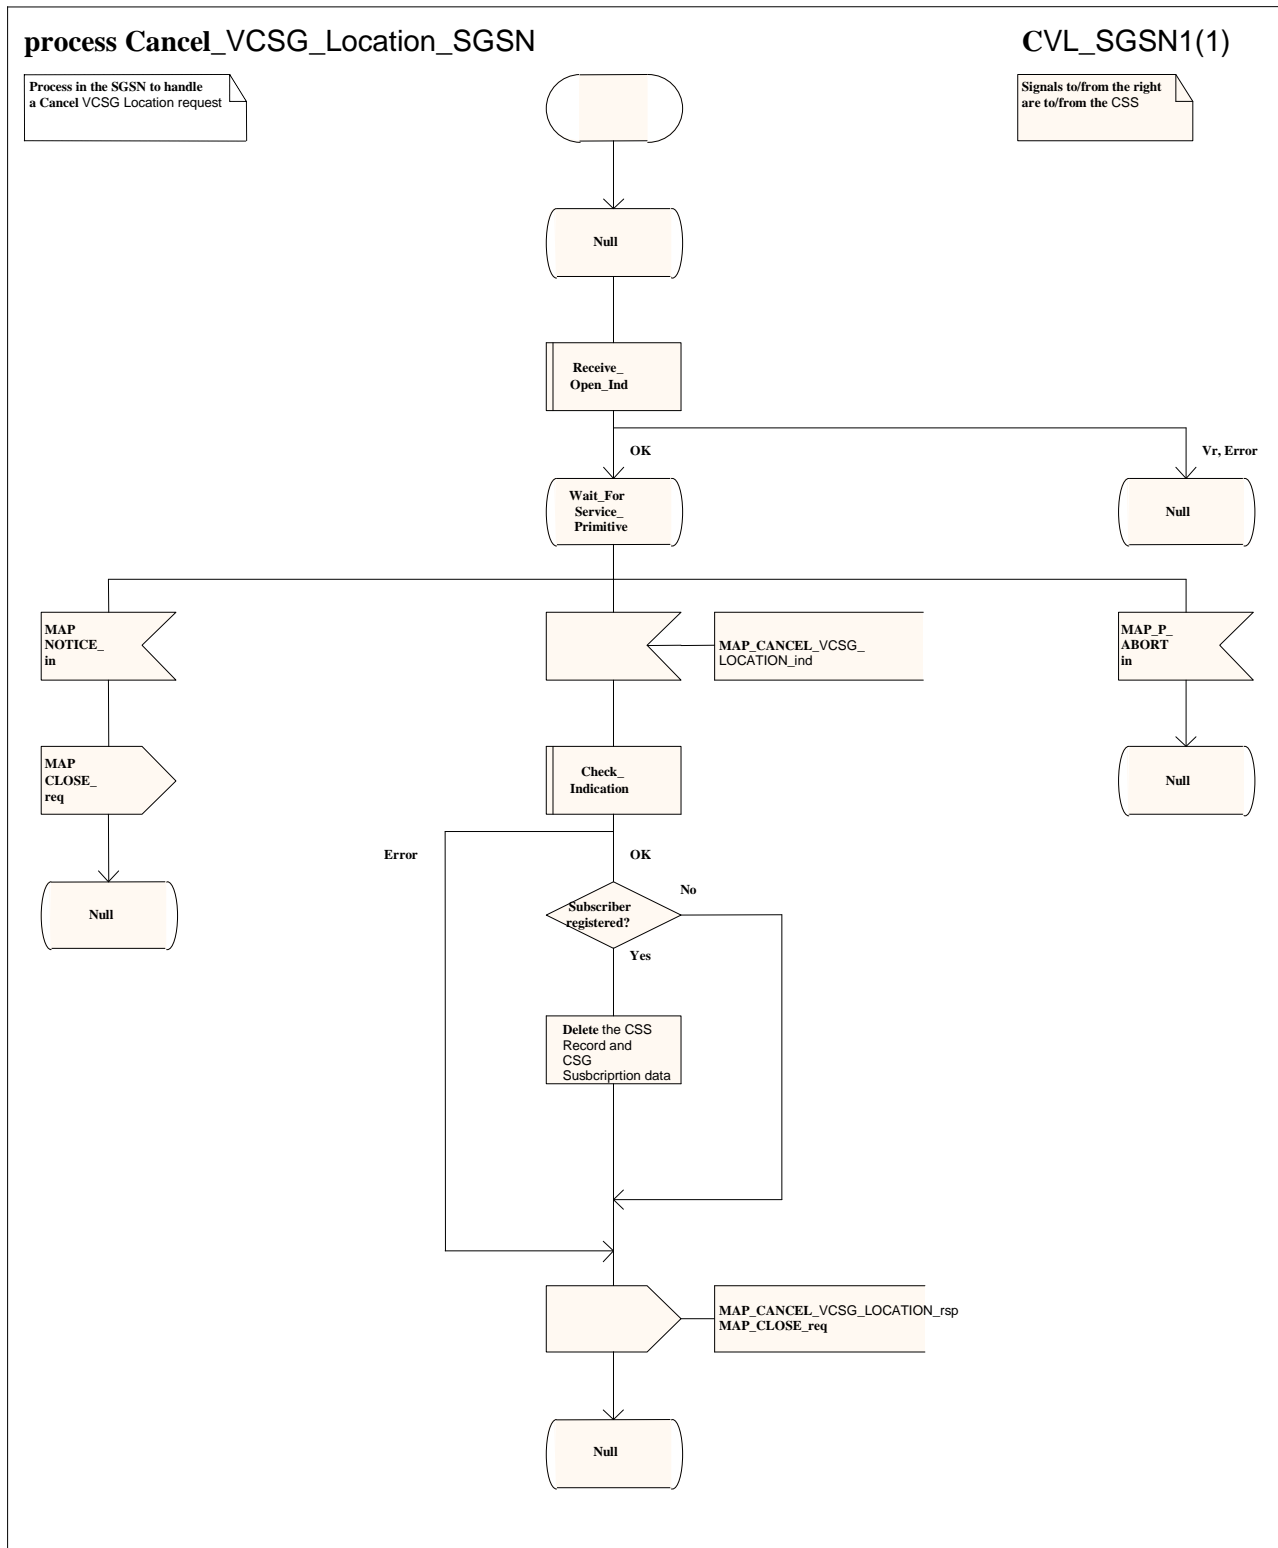 process Cancel_VCSG_Location_SGSN
CVL_SGSN1(1)
Process in the SGSN to handle
a Cancel VCSG Location request
Signals to/from the right
are to/from the CSS
Null
Receive_
Open_Ind
OK
Vr, Error
Wait_For
Service_
Primitive
Null
MAP
NOTICE_
in
MAP_CANCEL_VCSG_
LOCATION_ind
MAP_P_
ABORT
in
MAP
CLOSE_
req
Check_
Indication
Null
Error
OK
No
Null
Subscriber
registered?
Yes
Delete the CSS
Record and
CSG
Susbcriprtion data
MAP_CANCEL_VCSG_LOCATION_rsp
MAP_CLOSE_req
Null